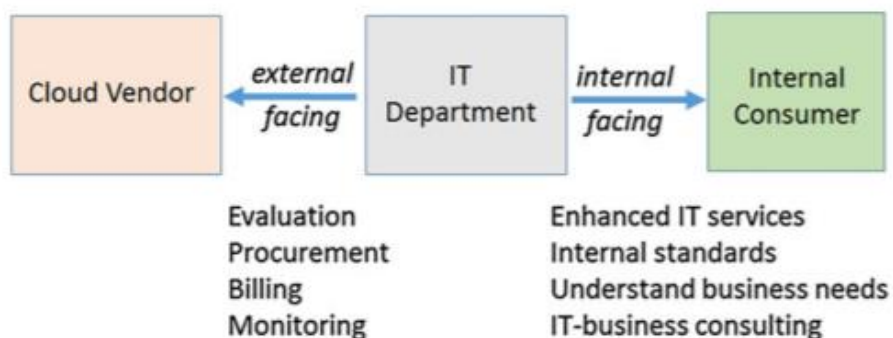 Cloud Vendor
external
facing
IT
Department
internal
facing
Internal
Consumer
Evaluation
Procurement
Billing
Monitoring
Enhanced IT services
Internal standards
Understand business needs
IT-business consulting